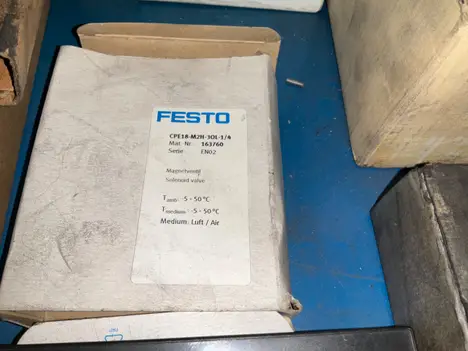 FESTO
CPE18-M2H-3OL-1/4
Mat.-Nr. 163760
Serie EN02
Magnetventil
Solenoid valve
Tamb: -5 - 50 °C
Tmedium: -5 - 50 °C
Medium: Luft / Air